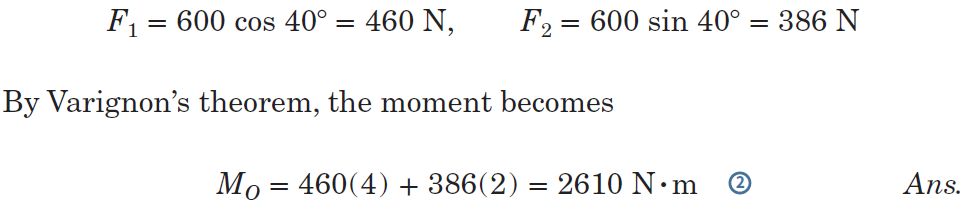 F₁ = 600 cos 40° = 460 N, F₂ = 600 sin 40° = 386 N
By Varignon’s theorem, the moment becomes
M_O = 460(4) + 386(2) = 2610 N·m ② Ans.